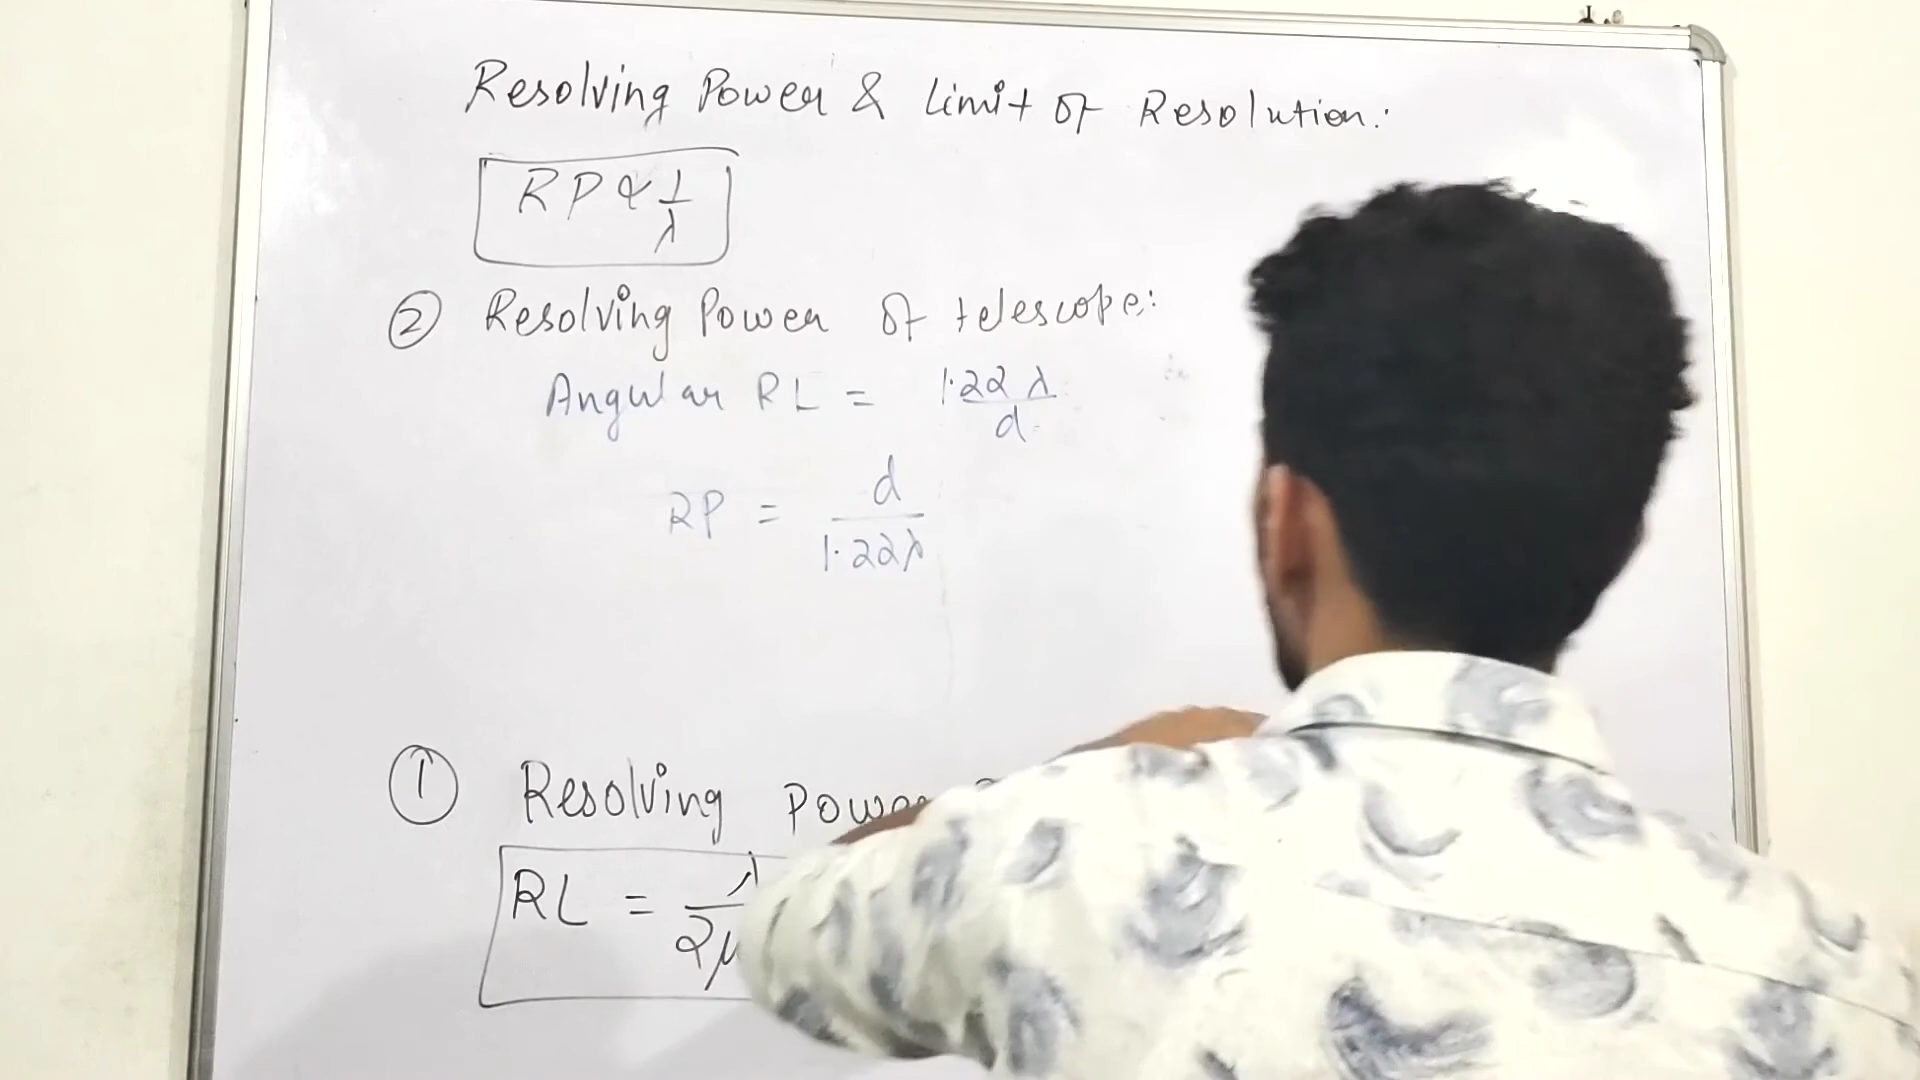 Resolving Power & Limit of Resolution:
RP ∝ 1/λ
② Resolving Power of telescope:
Angular RL = 1.22 λ/d
RP = d/1.22λ
① Resolving Power
RL = λ/2μ